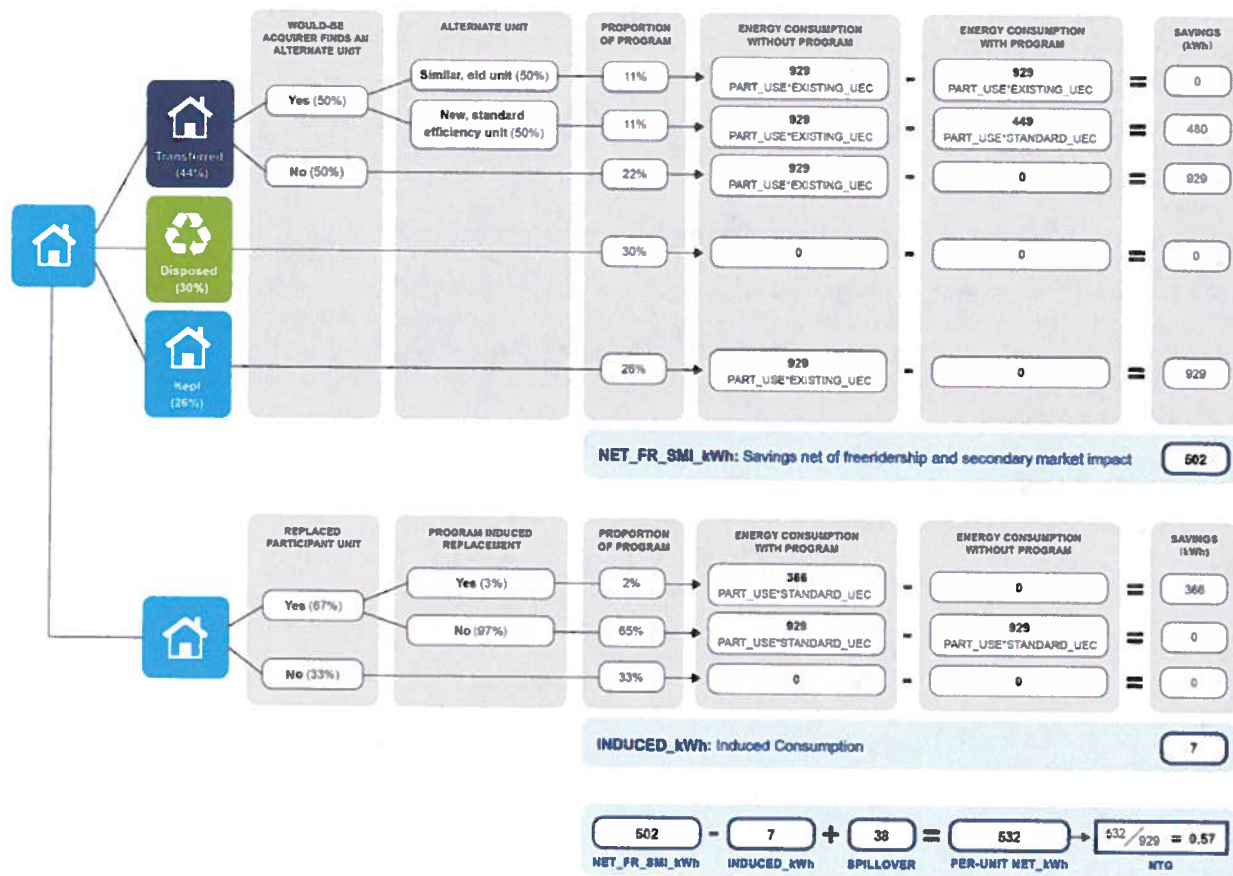 WOULD-BE
ACQUIRER FINDS AN
ALTERNATE UNIT
ALTERNATE UNIT
PROPORTION
OF PROGRAM
ENERGY CONSUMPTION
WITHOUT PROGRAM
ENERGY CONSUMPTION
WITH PROGRAM
SAVINGS
(kWh)
Transferred
(44%)
Yes (50%)
Similar, old unit (50%)
11%
929
PART_USE*EXISTING_UEC
-
929
PART_USE*EXISTING_UEC
=
0
New, standard
efficiency unit (50%)
11%
929
PART_USE*EXISTING_UEC
-
449
PART_USE*STANDARD_UEC
=
480
No (50%)
22%
929
PART_USE*EXISTING_UEC
-
0
=
929
Disposed
(30%)
30%
0
-
0
=
0
Kept
(26%)
26%
929
PART_USE*EXISTING_UEC
-
0
=
929
NET_FR_SMI_kWh: Savings net of freeridership and secondary market impact
502
REPLACED
PARTICIPANT UNIT
PROGRAM INDUCED
REPLACEMENT
PROPORTION
OF PROGRAM
ENERGY CONSUMPTION
WITH PROGRAM
ENERGY CONSUMPTION
WITHOUT PROGRAM
SAVINGS
(kWh)
Yes (67%)
Yes (3%)
2%
366
PART_USE*STANDARD_UEC
-
0
=
366
No (97%)
65%
929
PART_USE*STANDARD_UEC
-
929
PART_USE*STANDARD_UEC
=
0
No (33%)
33%
0
-
0
=
0
INDUCED_kWh: Induced Consumption
7
502 - 7 + 38 = 532 532/929 = 0.57
NET_FR_SMI_kWh INDUCED_kWh SPILLOVER PER-UNIT NET_kWh NTG